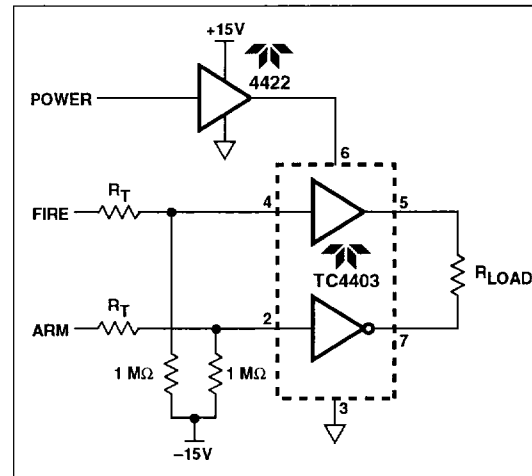 +15V
4422
POWER
6
R_T
FIRE
4
5
TC4403
R_LOAD
R_T
ARM
2
7
1 MΩ
1 MΩ
3
–15V